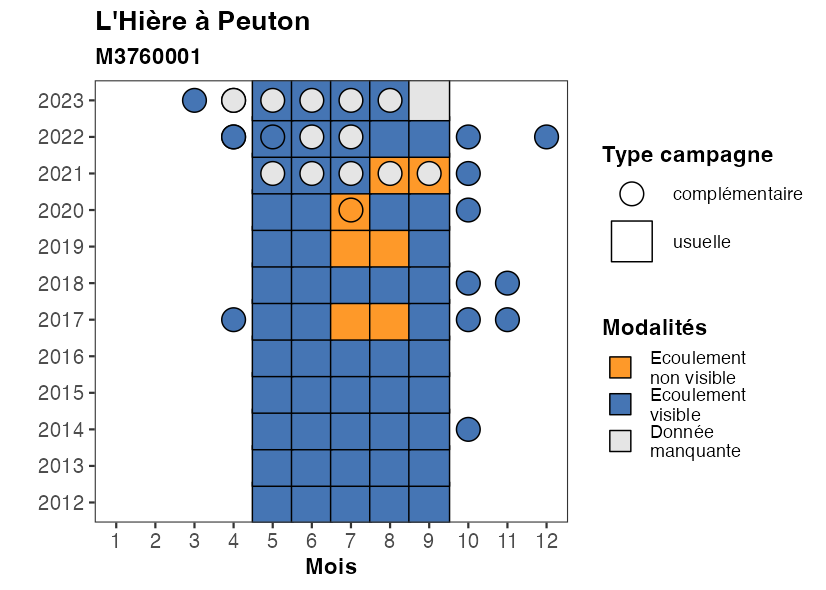 L'Hière à Peuton
M3760001
2023
2022
2021
2020
2019
2018
2017
2016
2015
2014
2013
2012
1 2 3 4 5 6 7 8 9 10 11 12
Mois
Type campagne
complémentaire
usuelle
Modalités
Ecoulement
non visible
Ecoulement
visible
Donnée
manquante